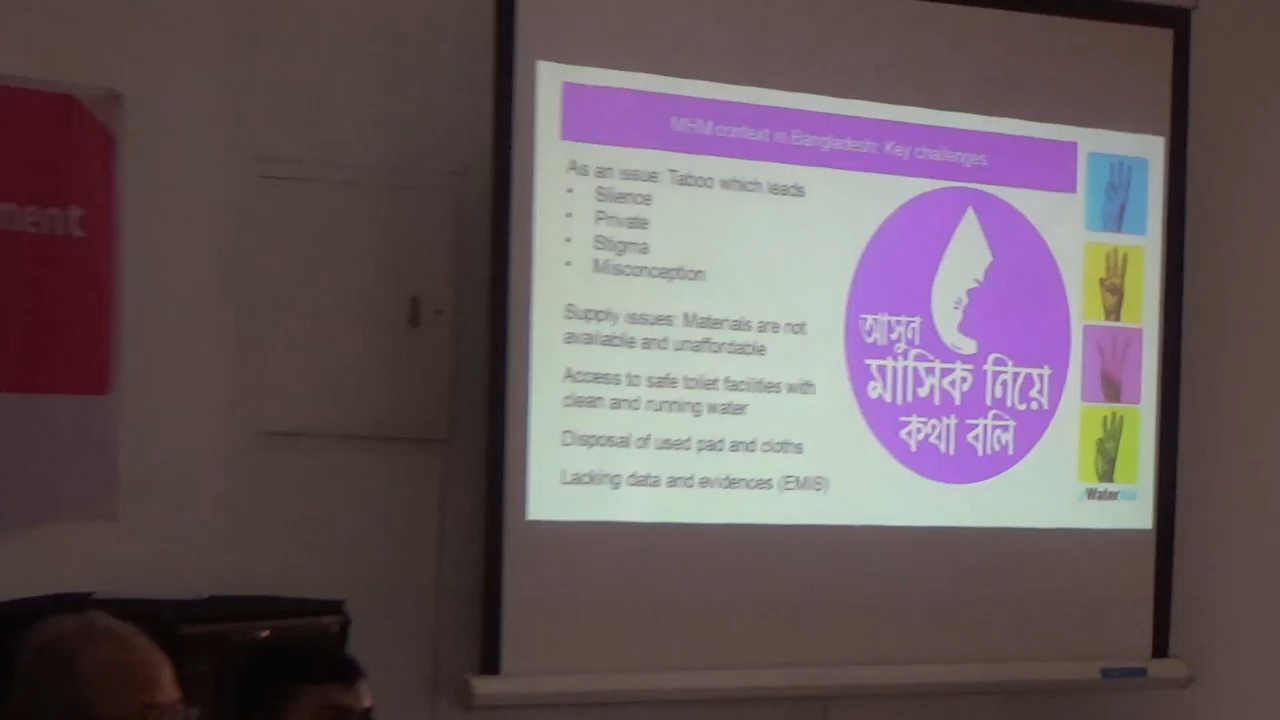 MHM context in Bangladesh: Key challenges
As an issue: Taboo which leads
• Silence
• Private
• Stigma
• Misconception
Supply issues: Materials are not
available and unaffordable
Access to safe toilet facilities with
clean and running water
Disposal of used pad and cloths
Lacking data and evidences (EMIS)
আসুন
মাসিক নিয়ে
কথা বলি
WaterAid
ment